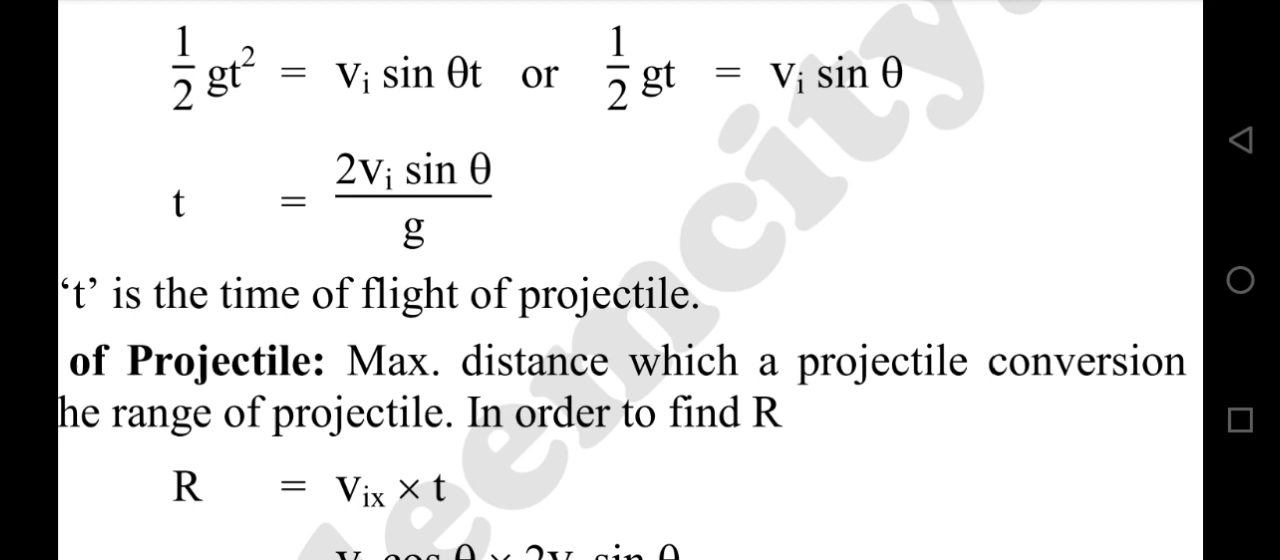 1/2 gt² = vᵢ sin θt or 1/2 gt = vᵢ sin θ
t = 2vᵢ sin θ / g
‘t’ is the time of flight of projectile.
of Projectile: Max. distance which a projectile conversion
he range of projectile. In order to find R
R = vᵢₓ × t